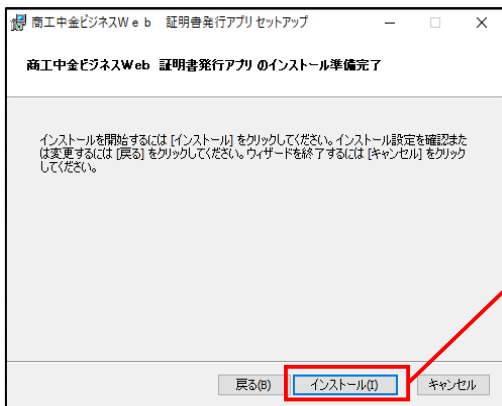 商工中金ビジネスWeb 証明書発行アプリ セットアップ
商工中金ビジネスWeb 証明書発行アプリ のインストール準備完了
インストールを開始するには [インストール] をクリックしてください。インストール設定を確認また
は変更するには [戻る] をクリックしてください。ウィザードを終了するには [キャンセル] をクリック
してください。
戻る(B) インストール(I) キャンセル